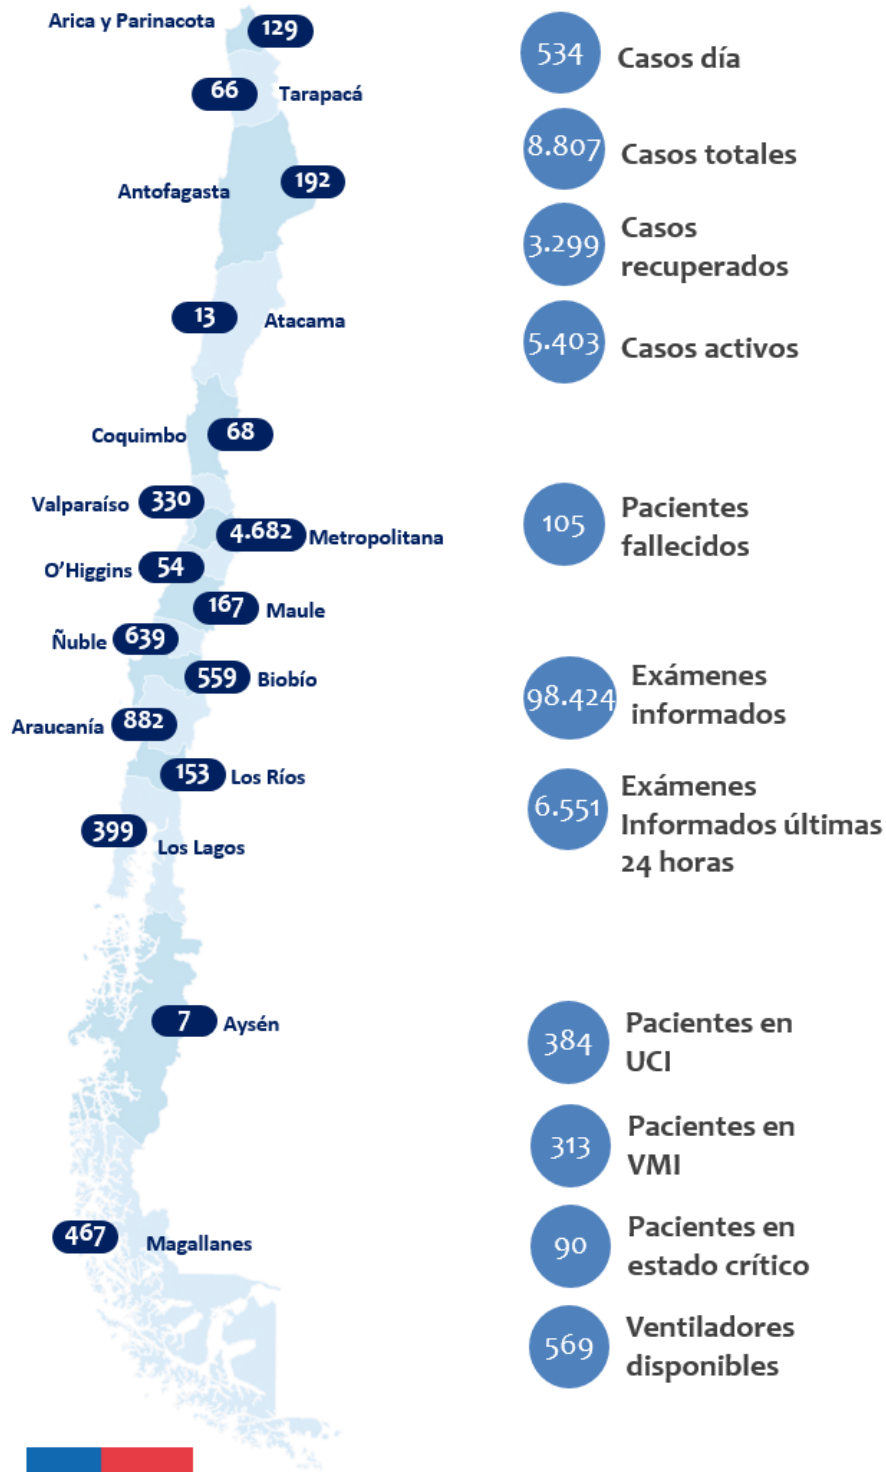 Arica y Parinacota
129
66
Tarapacá
Antofagasta
192
13
Atacama
Coquimbo
68
Valparaíso
330
4.682
Metropolitana
O'Higgins
54
167
Maule
Ñuble
639
559
Biobío
Araucanía
882
153
Los Ríos
399
Los Lagos
7
Aysén
467
Magallanes
534
Casos día
8.807
Casos totales
3.299
Casos
recuperados
5.403
Casos activos
105
Pacientes
fallecidos
98.424
Exámenes
informados
6.551
Exámenes
Informados últimas
24 horas
384
Pacientes en
UCI
313
Pacientes en
VMI
90
Pacientes en
estado crítico
569
Ventiladores
disponibles